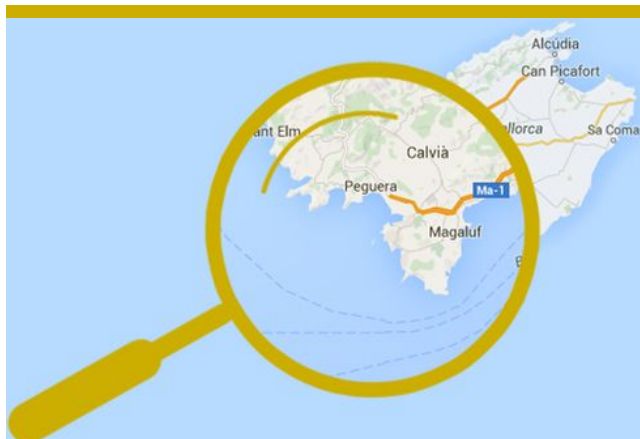 Alcúdia
Can Picafort
ant Elm
llorca
Sa Coma
Calvià
Peguera
Ma-1
Magaluf